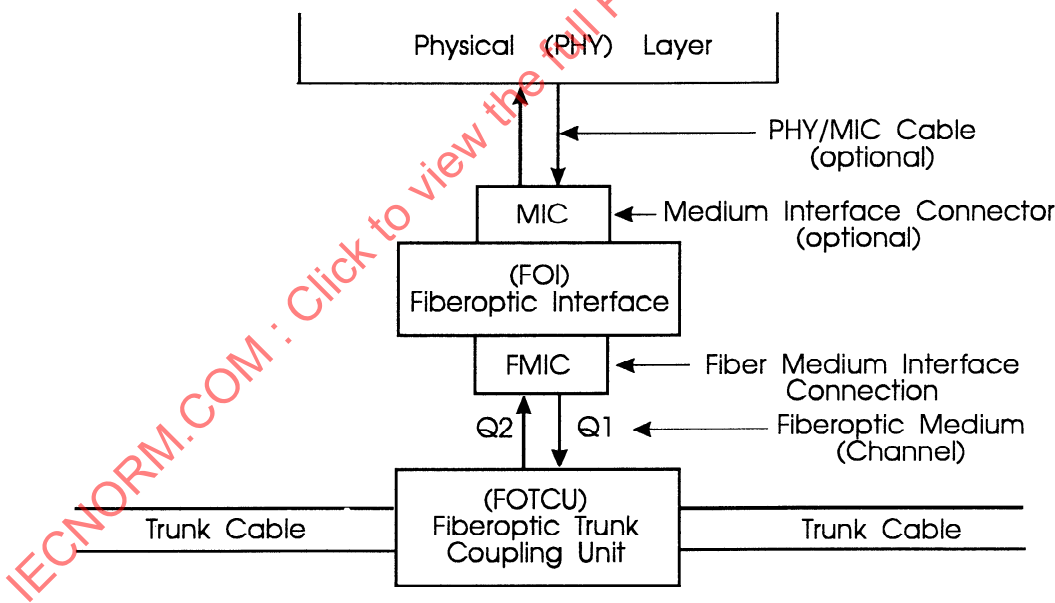 Physical (PHY) Layer
PHY/MIC Cable
(optional)
MIC
Medium Interface Connector
(optional)
(FOI)
Fiberoptic Interface
FMIC
Fiber Medium Interface
Connection
Q2
Q1
Fiberoptic Medium
(Channel)
(FOTCU)
Fiberoptic Trunk
Coupling Unit
Trunk Cable
Trunk Cable
IECNORM.COM : Click to view the full